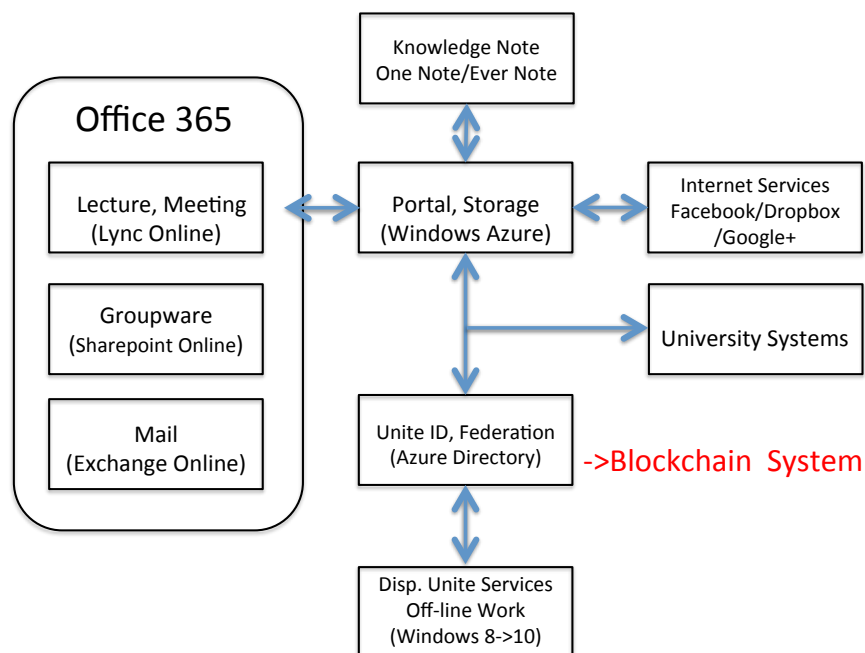 Knowledge Note
One Note/Ever Note
Office 365
Lecture, Meeting
(Lync Online)
Portal, Storage
(Windows Azure)
Internet Services
Facebook/Dropbox
/Google+
Groupware
(Sharepoint Online)
University Systems
Mail
(Exchange Online)
Unite ID, Federation
(Azure Directory)
->Blockchain System
Disp. Unite Services
Off-line Work
(Windows 8->10)